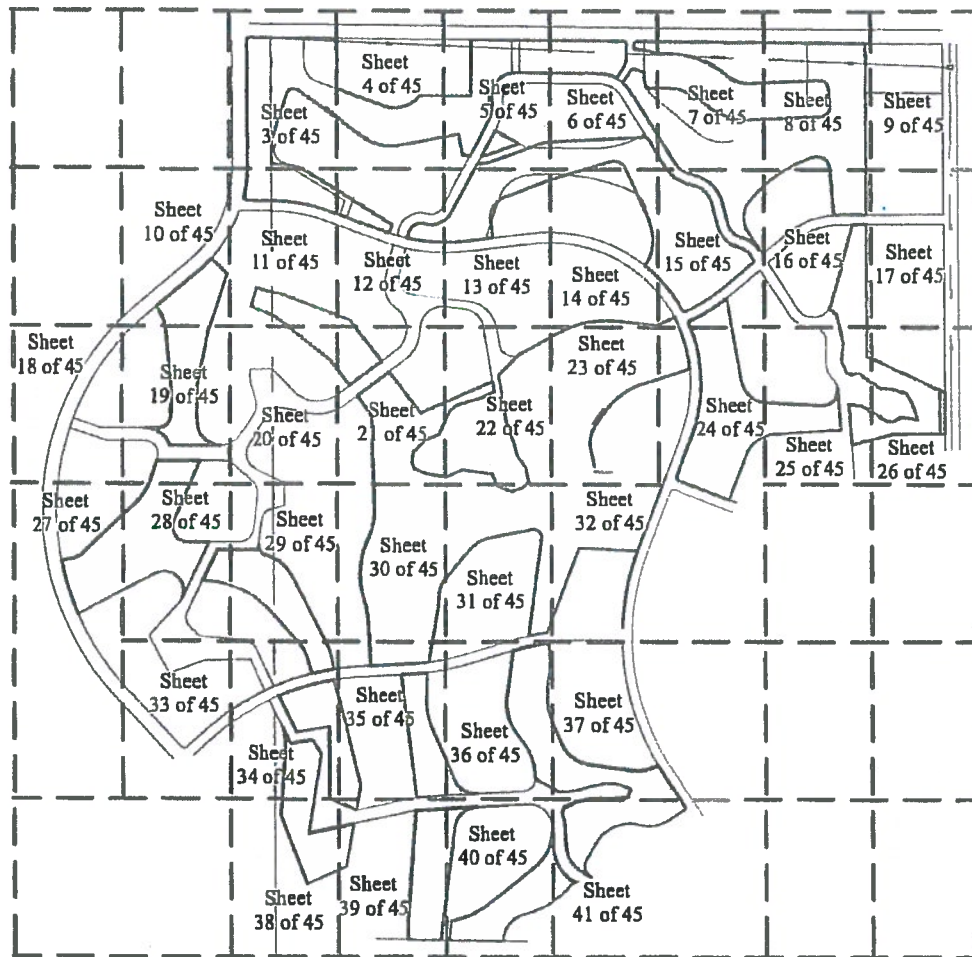 Sheet
3 of 45
Sheet
4 of 45
Sheet
5 of 45
Sheet
6 of 45
Sheet
7 of 45
Sheet
8 of 45
Sheet
9 of 45
Sheet
10 of 45
Sheet
11 of 45
Sheet
12 of 45
Sheet
13 of 45
Sheet
14 of 45
Sheet
15 of 45
Sheet
16 of 45
Sheet
17 of 45
Sheet
18 of 45
Sheet
19 of 45
Sheet
20 of 45
Sheet
21 of 45
Sheet
22 of 45
Sheet
23 of 45
Sheet
24 of 45
Sheet
25 of 45
Sheet
26 of 45
Sheet
27 of 45
Sheet
28 of 45
Sheet
29 of 45
Sheet
30 of 45
Sheet
31 of 45
Sheet
32 of 45
Sheet
33 of 45
Sheet
34 of 45
Sheet
35 of 45
Sheet
36 of 45
Sheet
37 of 45
Sheet
38 of 45
Sheet
39 of 45
Sheet
40 of 45
Sheet
41 of 45